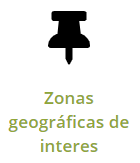 Zonas
geográficas de
interes